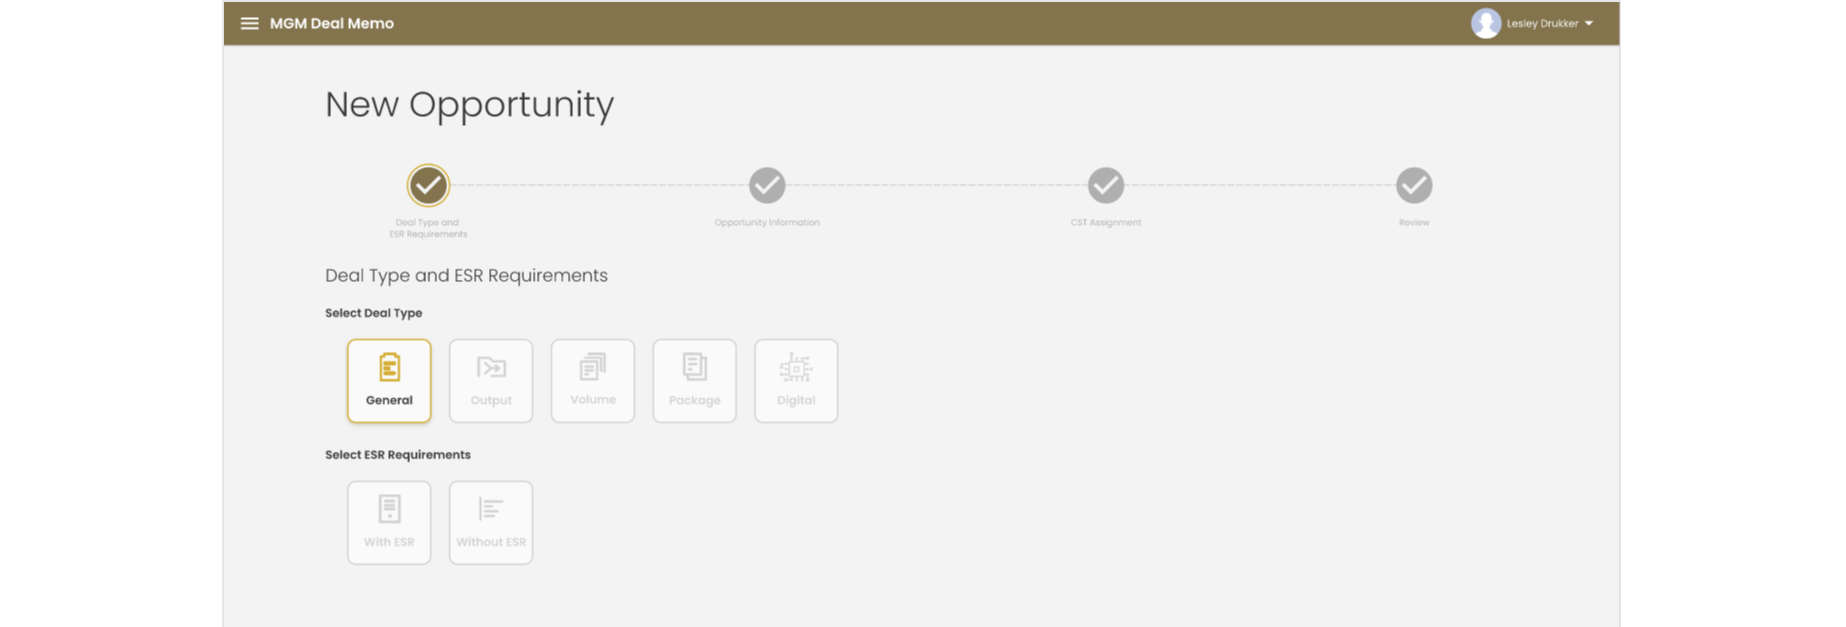 MGM Deal Memo
Lesley Drukker
New Opportunity
Deal Type and
ESR Requirements
Opportunity Information
CST Assignment
Review
Deal Type and ESR Requirements
Select Deal Type
General
Output
Volume
Package
Digital
Select ESR Requirements
With ESR
Without ESR